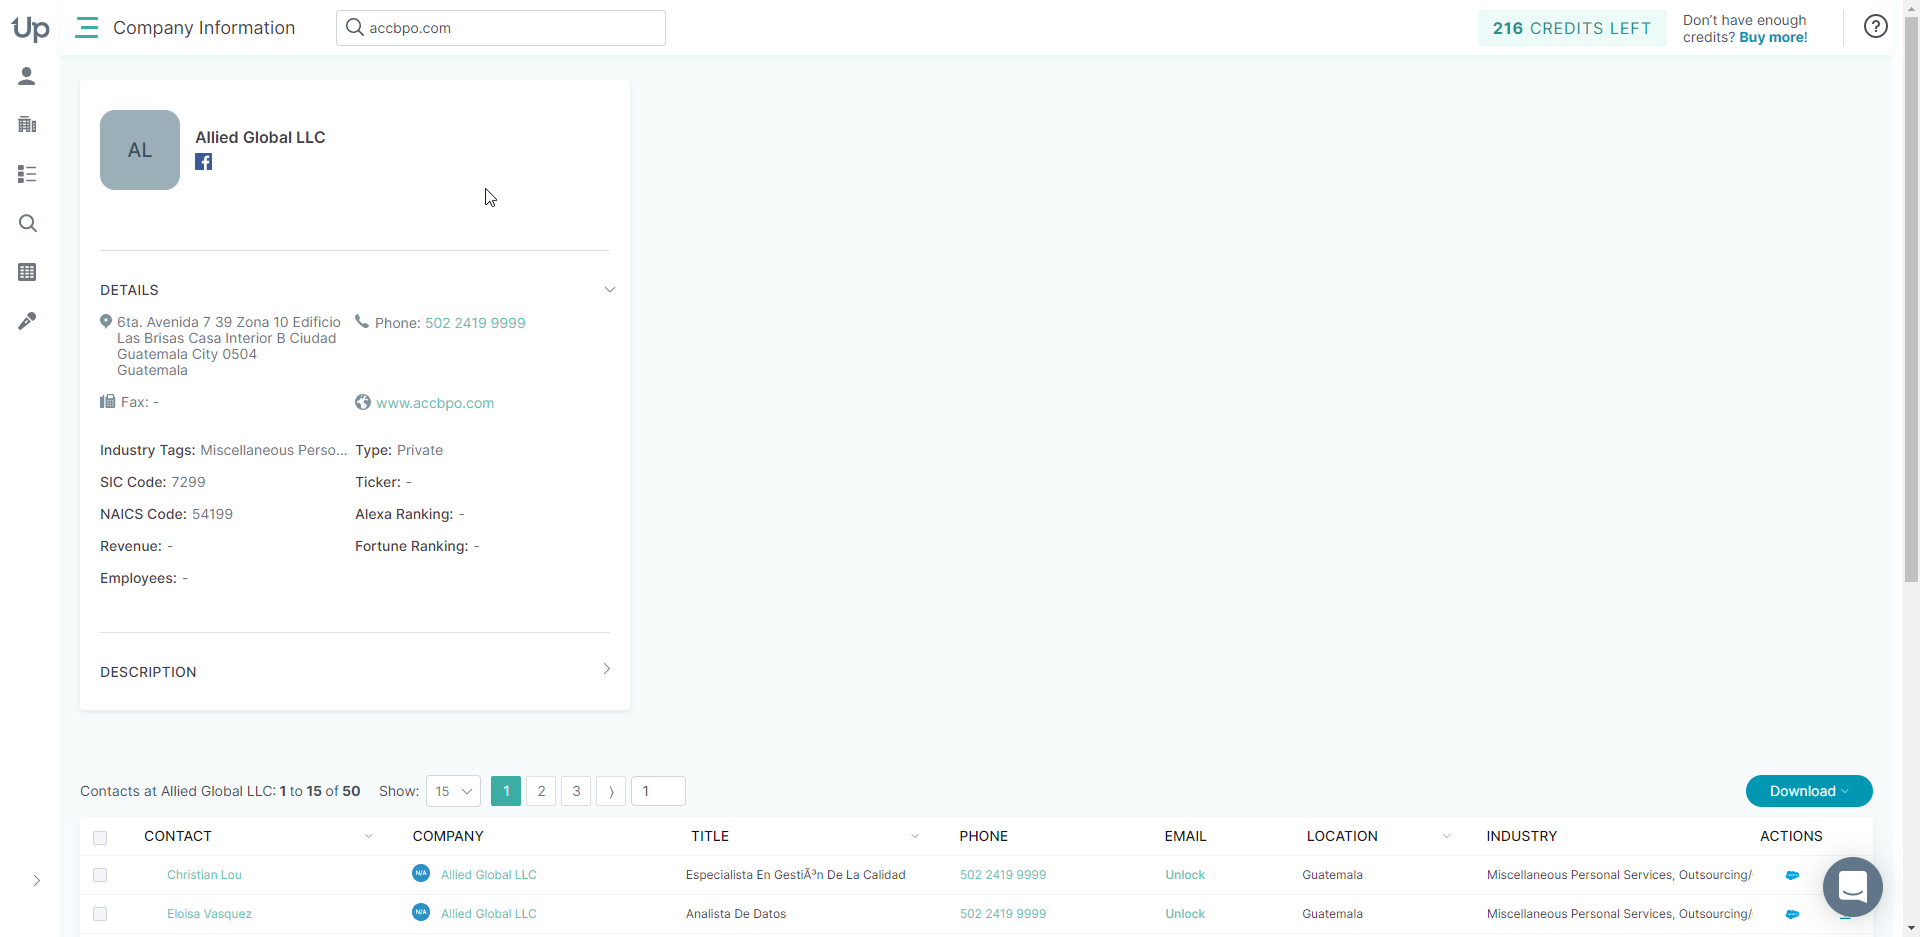 Up
Company Information
accbpo.com
216 CREDITS LEFT
Don't have enough
credits? Buy more!
?
AL
Allied Global LLC
DETAILS
6ta. Avenida 7 39 Zona 10 Edificio
Las Brisas Casa Interior B Ciudad
Guatemala City 0504
Guatemala
Phone: 502 2419 9999
Fax: -
www.accbpo.com
Industry Tags: Miscellaneous Perso...
Type: Private
SIC Code: 7299
Ticker: -
NAICS Code: 54199
Alexa Ranking: -
Revenue: -
Fortune Ranking: -
Employees: -
DESCRIPTION
Contacts at Allied Global LLC: 1 to 15 of 50
Show: 15
1 2 3 ⟩ 1
Download
CONTACT COMPANY TITLE PHONE EMAIL LOCATION INDUSTRY ACTIONS
Christian Lou N/A Allied Global LLC Especialista En GestiÃ³n De La Calidad 502 2419 9999 Unlock Guatemala Miscellaneous Personal Services, Outsourcing/
Eloisa Vasquez N/A Allied Global LLC Analista De Datos 502 2419 9999 Unlock Guatemala Miscellaneous Personal Services, Outsourcing/